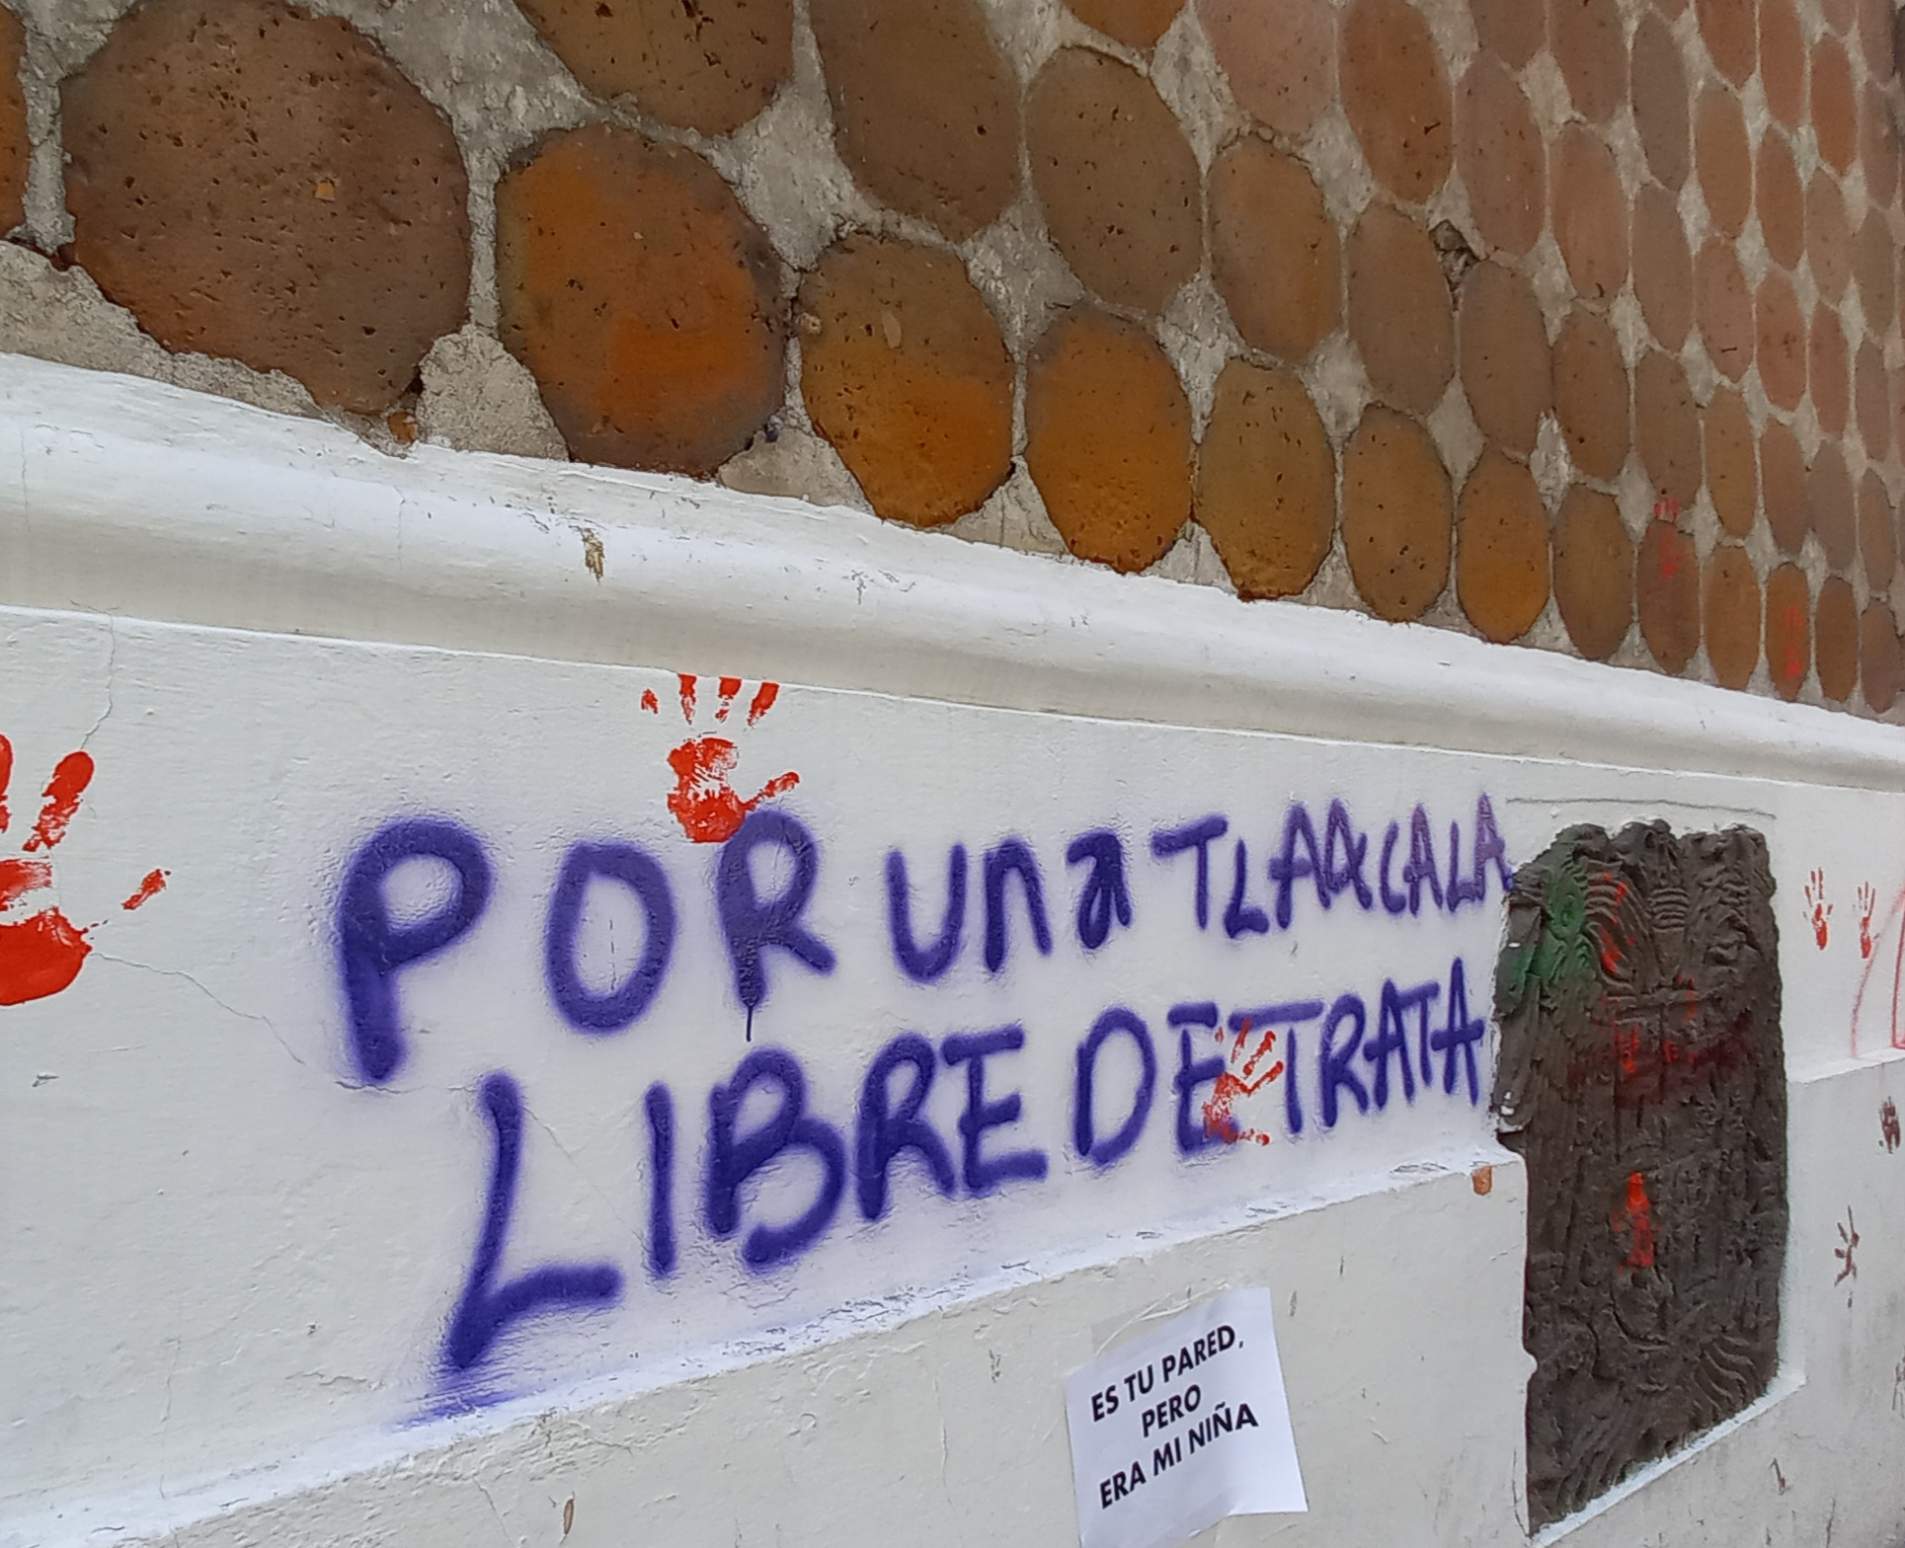 POR una TLAXCALA
LIBRE DE TRATA
ES TU PARED,
PERO
ERA MI NIÑA